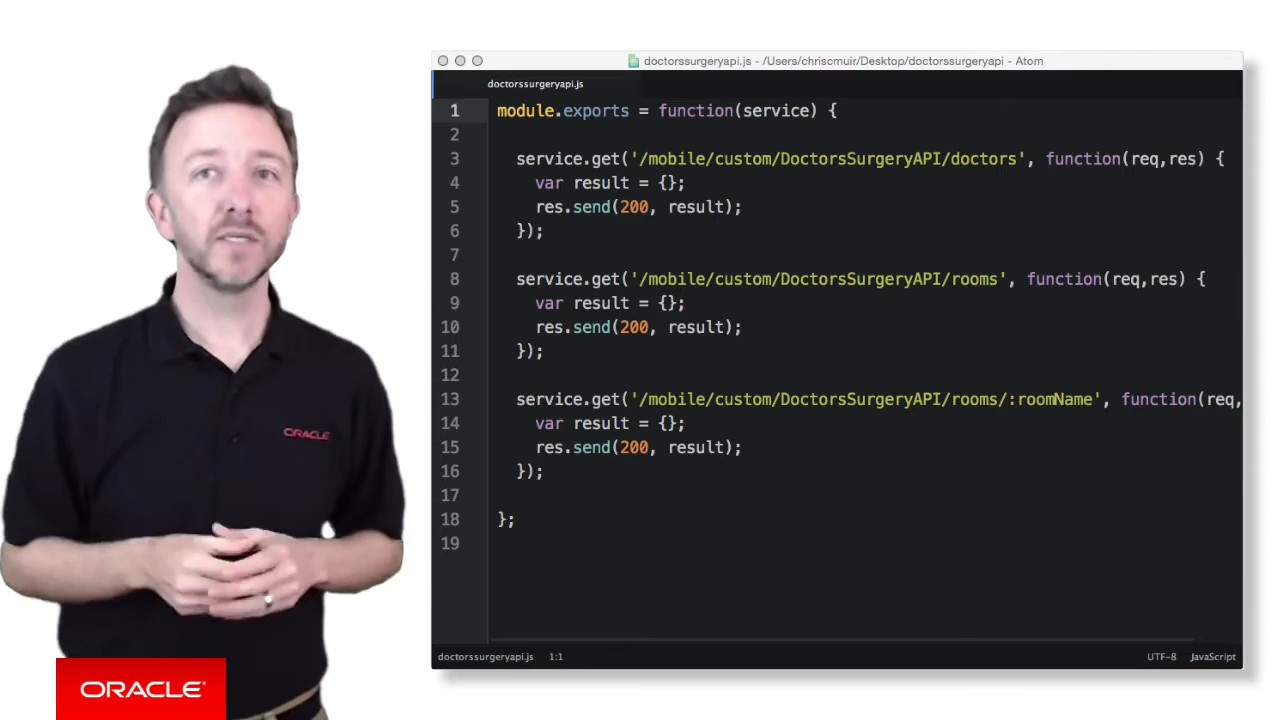 doctorssurgeryapi.js - /Users/chriscmuir/Desktop/doctorssurgeryapi - Atom
doctorssurgeryapi.js
1 module.exports = function(service) {
2
3 service.get('/mobile/custom/DoctorsSurgeryAPI/doctors', function(req,res) {
4 var result = {};
5 res.send(200, result);
6 });
7
8 service.get('/mobile/custom/DoctorsSurgeryAPI/rooms', function(req,res) {
9 var result = {};
10 res.send(200, result);
11 });
12
13 service.get('/mobile/custom/DoctorsSurgeryAPI/rooms/:roomName', function(req,
14 var result = {};
15 res.send(200, result);
16 });
17
18 };
19
doctorssurgeryapi.js 1:1 UTF-8 JavaScript
ORACLE
ORACLE®